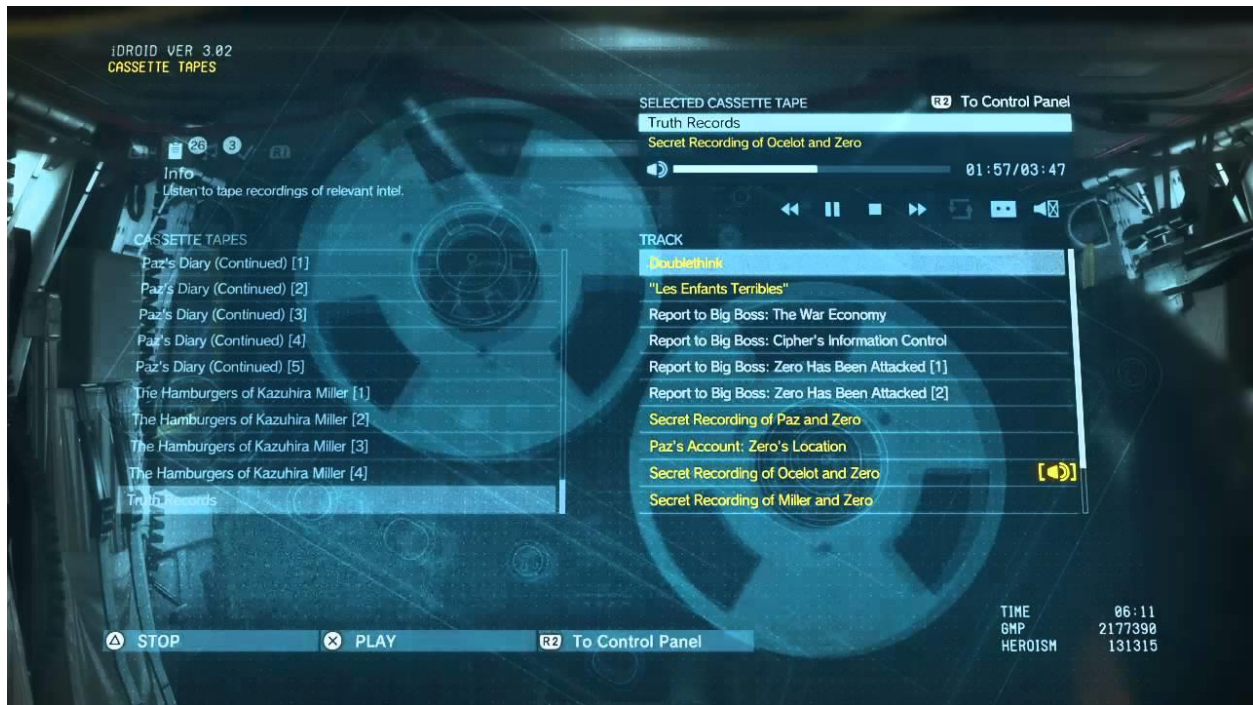 iDROID VER 3.02
CASSETTE TAPES
SELECTED CASSETTE TAPE
R2 To Control Panel
Truth Records
Secret Recording of Ocelot and Zero
01:57/03:47
26
3
R1
Info
Listen to tape recordings of relevant intel.
CASSETTE TAPES
Paz's Diary (Continued) [1]
Paz's Diary (Continued) [2]
Paz's Diary (Continued) [3]
Paz's Diary (Continued) [4]
Paz's Diary (Continued) [5]
The Hamburgers of Kazuhira Miller [1]
The Hamburgers of Kazuhira Miller [2]
The Hamburgers of Kazuhira Miller [3]
The Hamburgers of Kazuhira Miller [4]
Truth Records
TRACK
Doublethink
"Les Enfants Terribles"
Report to Big Boss: The War Economy
Report to Big Boss: Cipher's Information Control
Report to Big Boss: Zero Has Been Attacked [1]
Report to Big Boss: Zero Has Been Attacked [2]
Secret Recording of Paz and Zero
Paz's Account: Zero's Location
Secret Recording of Ocelot and Zero
Secret Recording of Miller and Zero
TIME 06:11
GMP 2177390
HEROISM 131315
STOP
PLAY
R2 To Control Panel